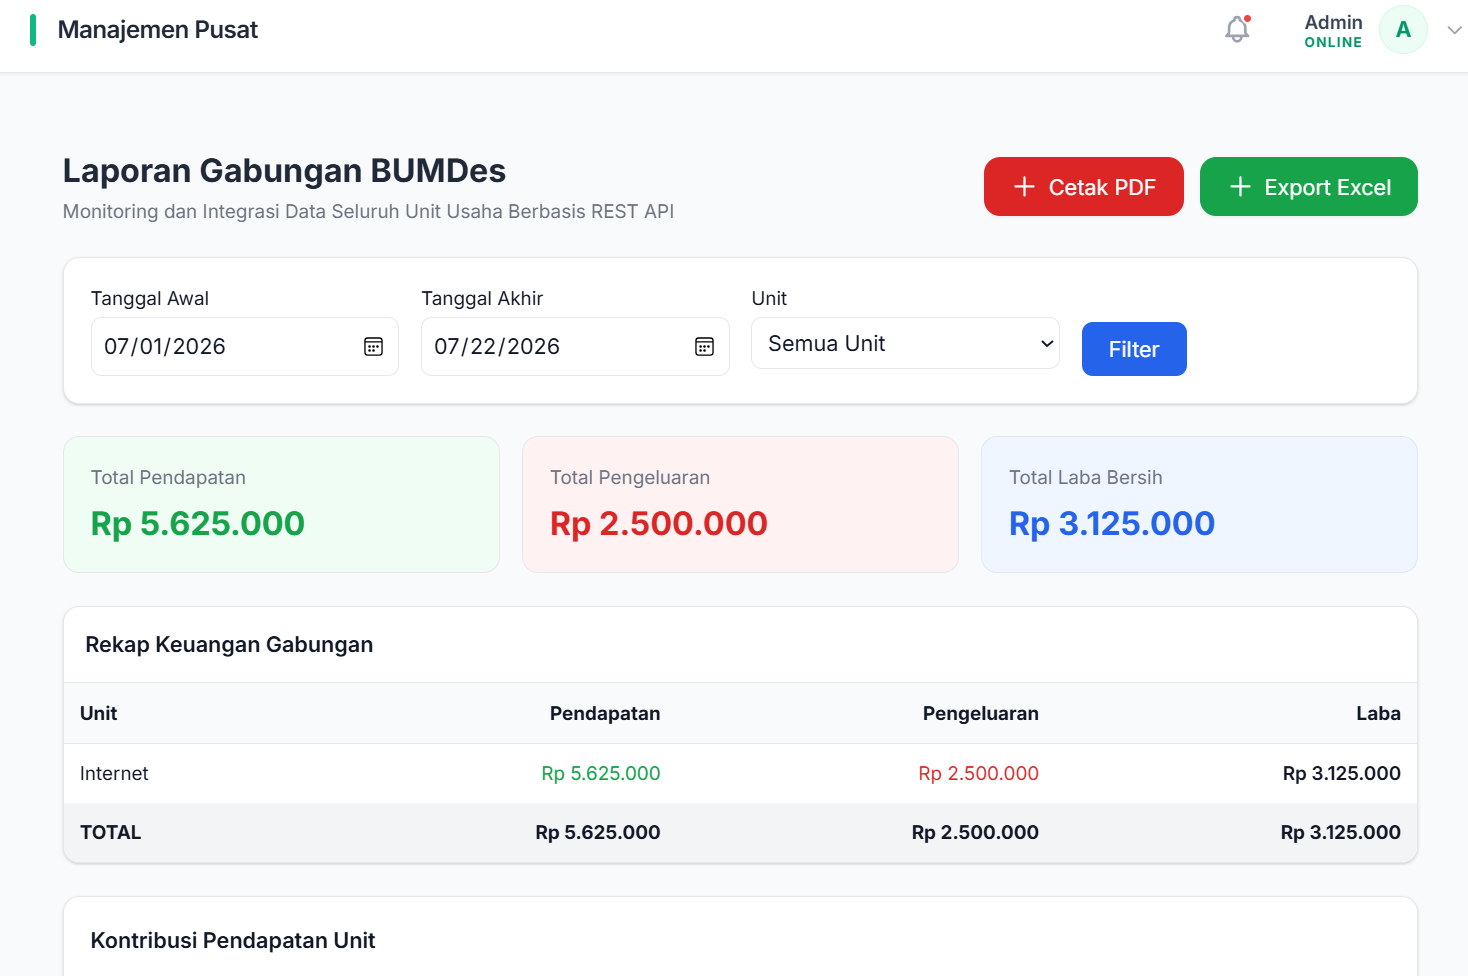 Manajemen Pusat
Admin
ONLINE
A
Laporan Gabungan BUMDes
Monitoring dan Integrasi Data Seluruh Unit Usaha Berbasis REST API
Cetak PDF
Export Excel
Tanggal Awal
Tanggal Akhir
Unit
07/01/2026
07/22/2026
Semua Unit
Filter
Total Pendapatan
Rp 5.625.000
Total Pengeluaran
Rp 2.500.000
Total Laba Bersih
Rp 3.125.000
Rekap Keuangan Gabungan
Unit Pendapatan Pengeluaran Laba
Internet Rp 5.625.000 Rp 2.500.000 Rp 3.125.000
TOTAL Rp 5.625.000 Rp 2.500.000 Rp 3.125.000
Kontribusi Pendapatan Unit